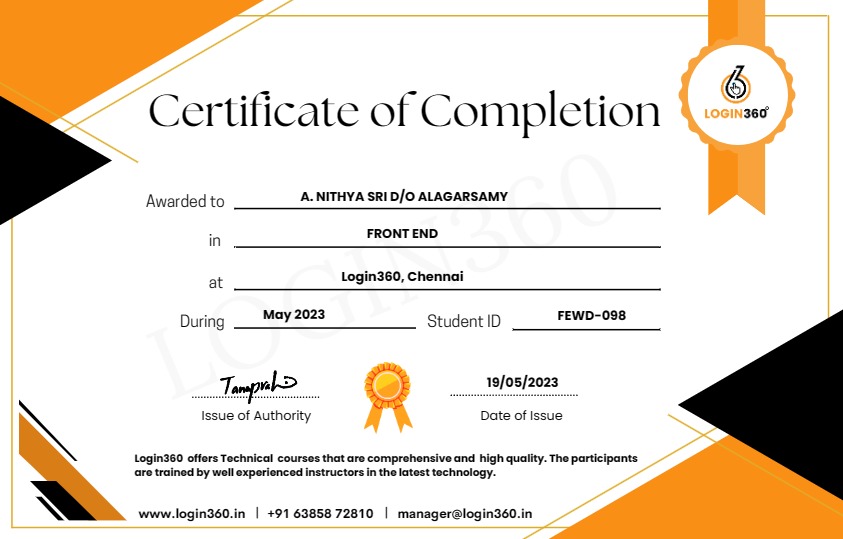 Certificate of Completion
LOGIN360°
Awarded to A. NITHYA SRI D/O ALAGARSAMY
in FRONT END
at Login360, Chennai
During May 2023 Student ID FEWD-098
LOGIN360
19/05/2023
Issue of Authority Date of Issue
Login360 offers Technical courses that are comprehensive and high quality. The participants
are trained by well experienced instructors in the latest technology.
www.login360.in | +91 63858 72810 | manager@login360.in